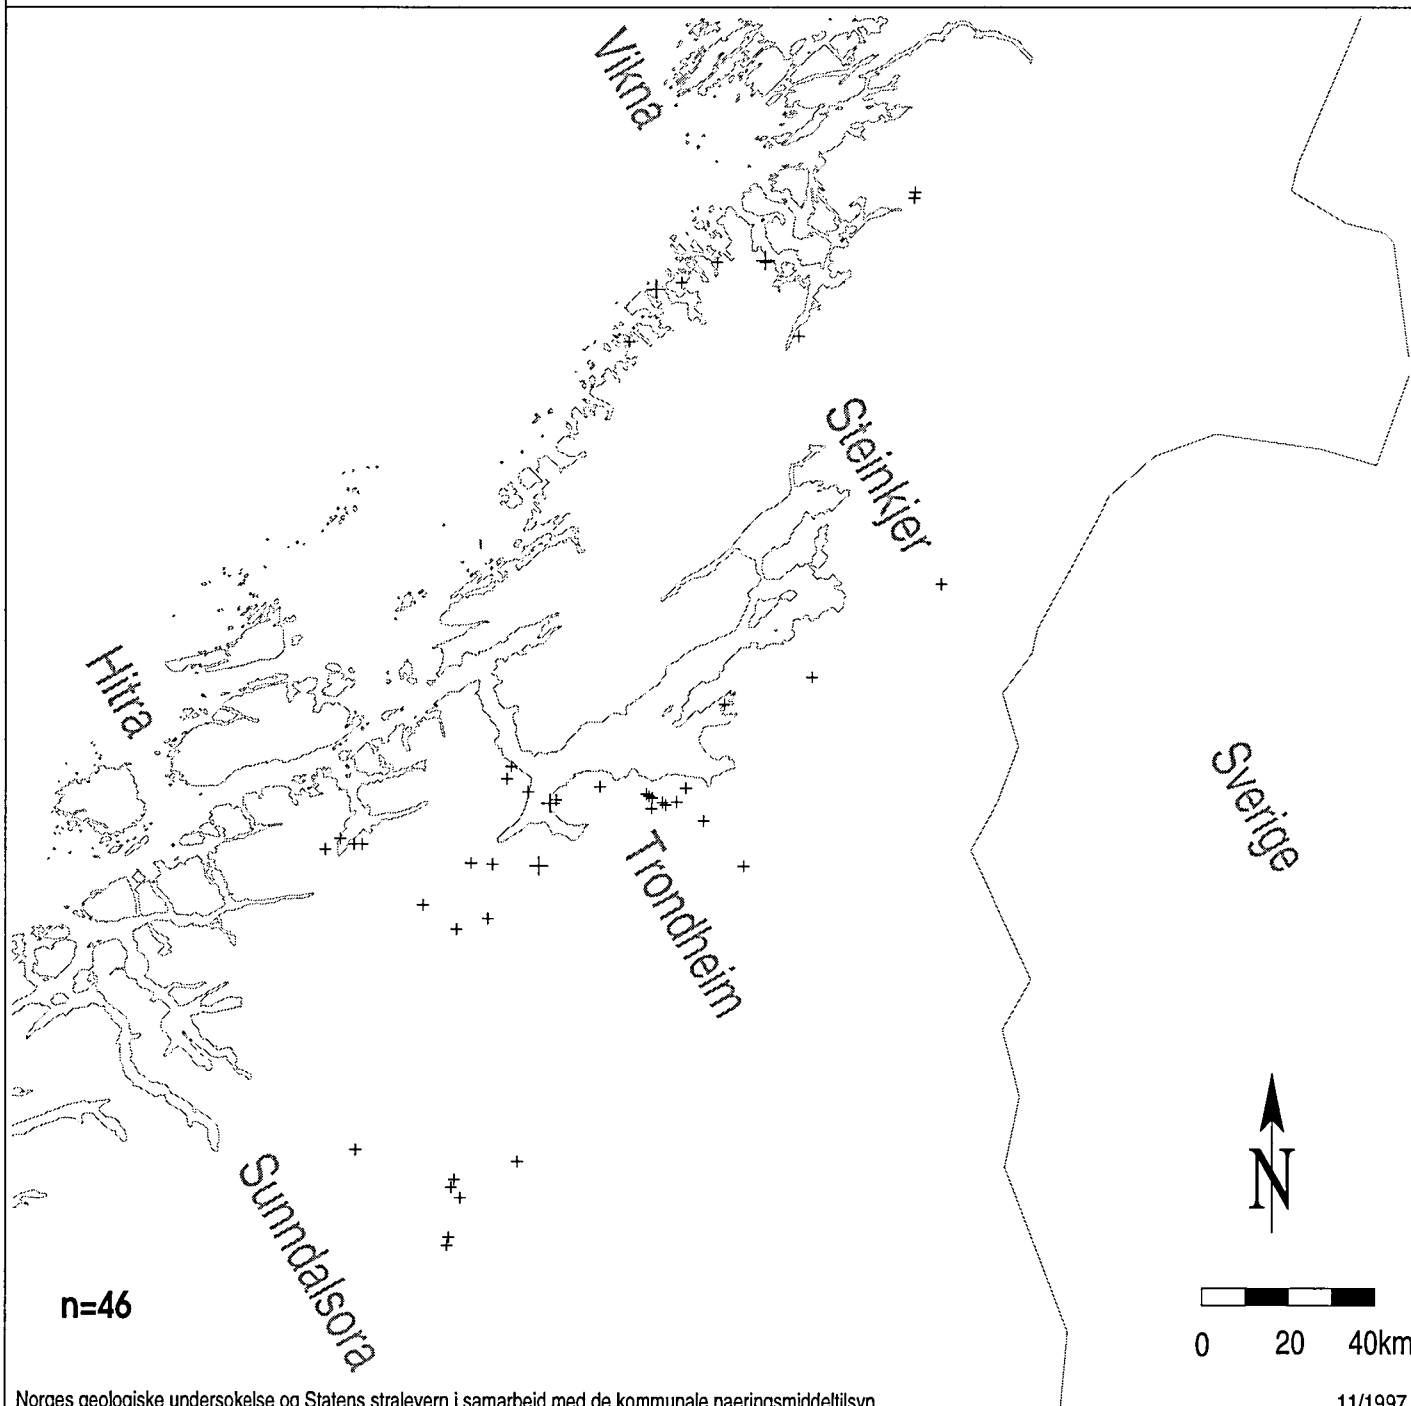 Vikna
Steinkjer
Hitra
Sverige
Trondheim
Sunndalsora
N
n=46
0 20 40km
Norges geologiske undersokelse og Statens stralevern i samarbeid med de kommunale naeringsmiddeltilsyn
11/1997